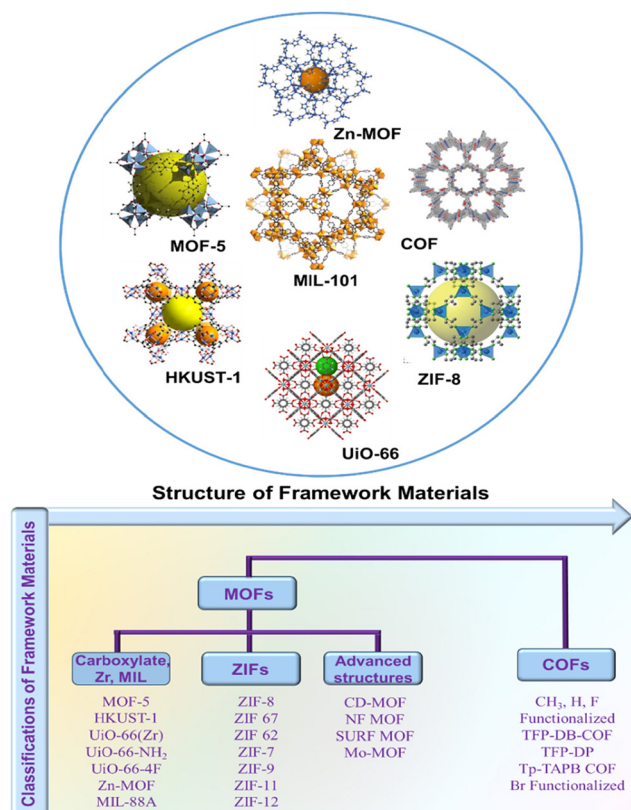 Zn-MOF
MOF-5
COF
MIL-101
HKUST-1
ZIF-8
UiO-66
Structure of Framework Materials
Classifications of Framework Materials
MOFs
Carboxylate,
Zr, MIL
ZIFs
Advanced
structures
COFs
MOF-5
HKUST-1
UiO-66(Zr)
UiO-66-NH₂
UiO-66-4F
Zn-MOF
MIL-88A
ZIF-8
ZIF 67
ZIF 62
ZIF-7
ZIF-9
ZIF-11
ZIF-12
CD-MOF
NF MOF
SURF MOF
Mo-MOF
CH₃, H, F
Functionalized
TFP-DB-COF
TFP-DP
Tp-TAPB COF
Br Functionalized